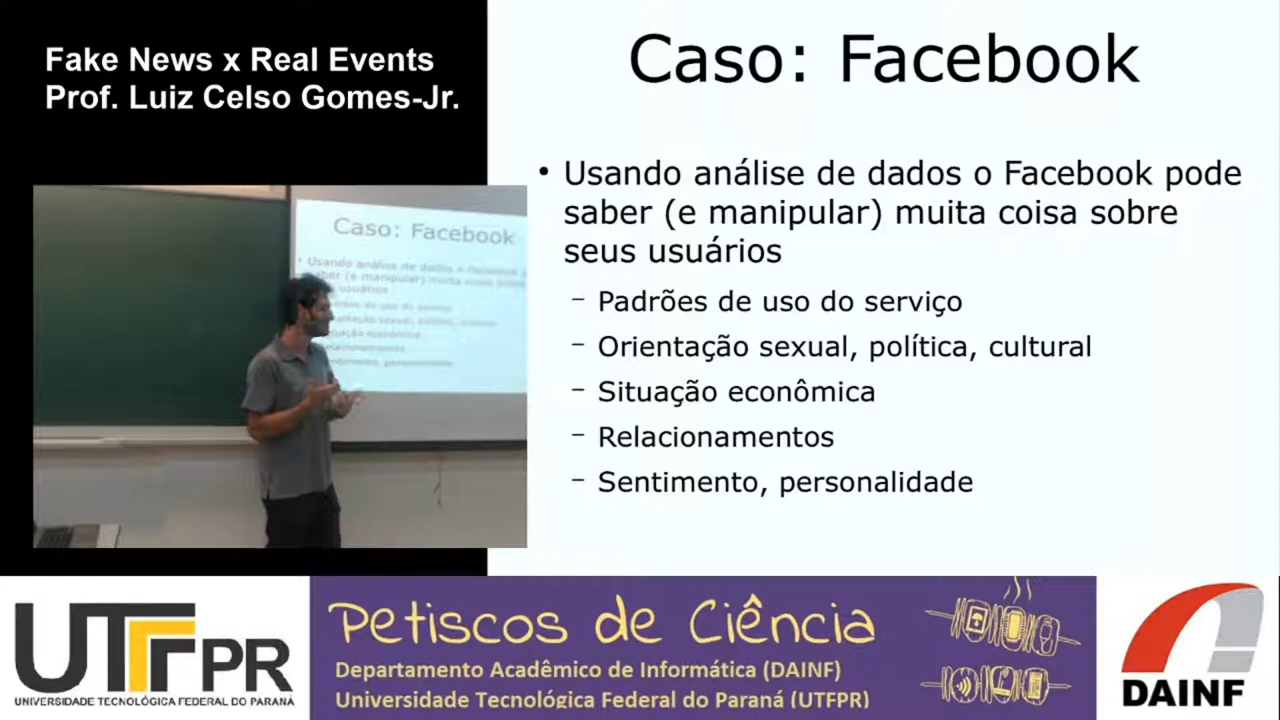 Fake News x Real Events
Prof. Luiz Celso Gomes-Jr.
Caso: Facebook
• Usando análise de dados o Facebook pode
saber (e manipular) muita coisa sobre
seus usuários
– Padrões de uso do serviço
– Orientação sexual, política, cultural
– Situação econômica
– Relacionamentos
– Sentimento, personalidade
Caso: Facebook
UTFPR
UNIVERSIDADE TECNOLÓGICA FEDERAL DO PARANÁ
Petiscos de Ciência
Departamento Acadêmico de Informática (DAINF)
Universidade Tecnológica Federal do Paraná (UTFPR)
DAINF